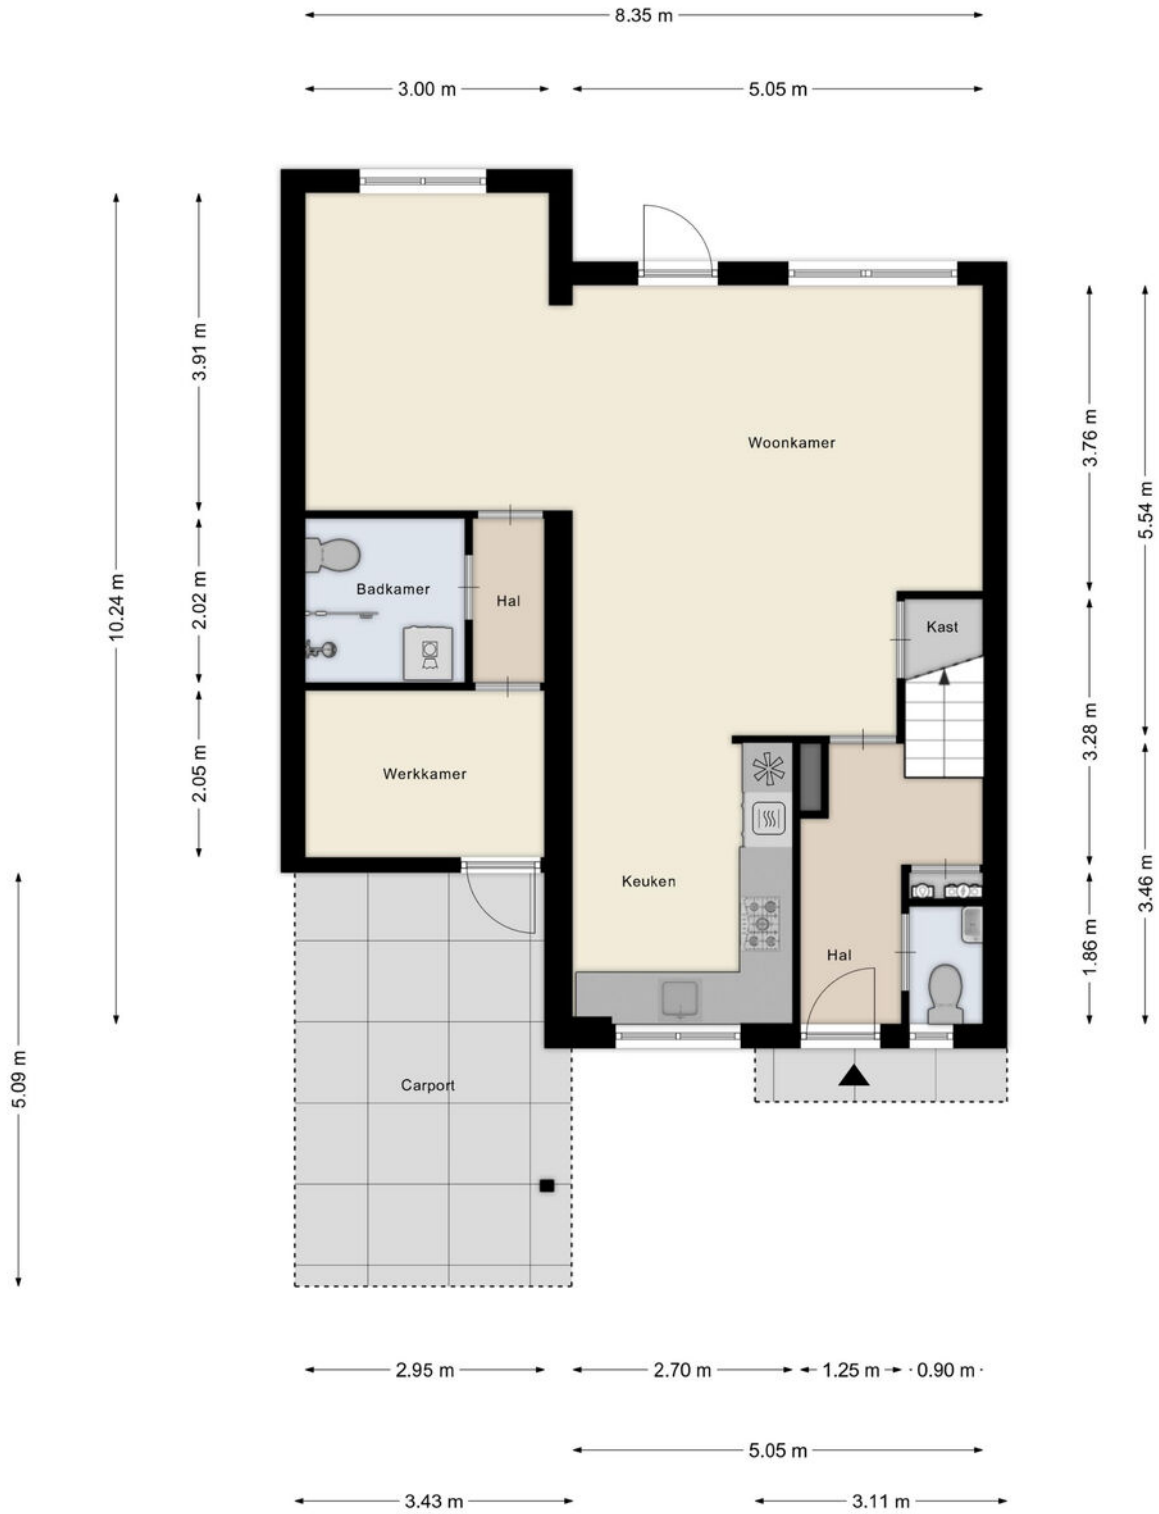 8.35 m
3.00 m
5.05 m
10.24 m
3.91 m
2.02 m
2.05 m
5.09 m
3.76 m
5.54 m
3.28 m
3.46 m
1.86 m
Woonkamer
Badkamer
Hal
Kast
Werkkamer
Keuken
Hal
Carport
2.95 m
2.70 m
1.25 m
0.90 m
5.05 m
3.43 m
3.11 m